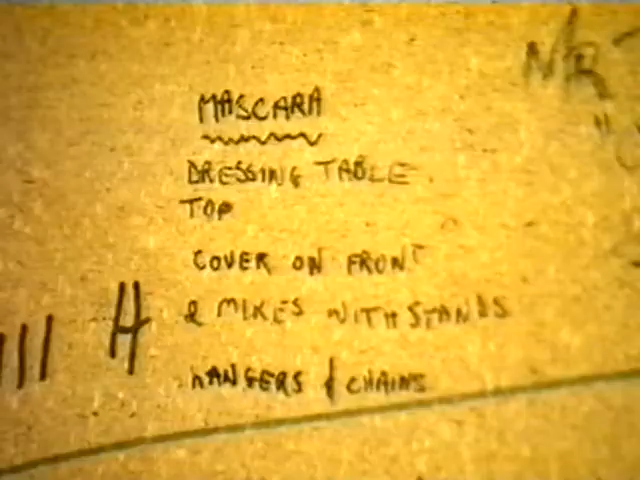 MASCARA
DRESSING TABLE
TOP
COVER ON FRONT
2 MIKES WITH STANDS
HANGERS & CHAINS